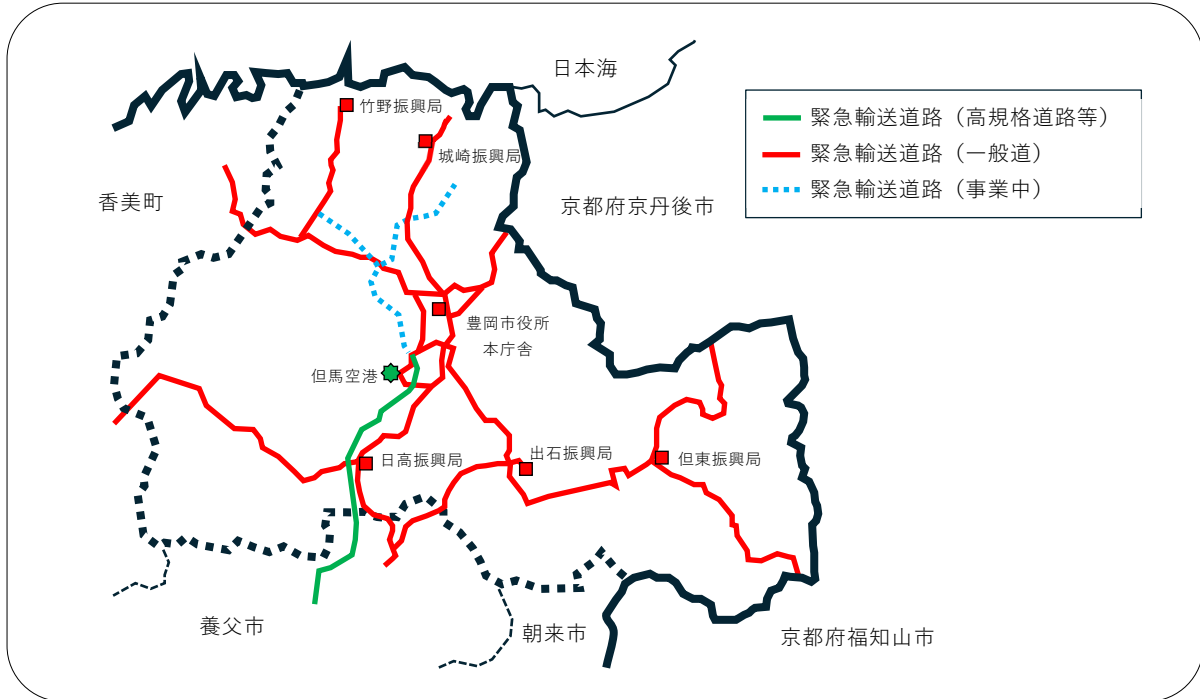 日本海
竹野振興局
緊急輸送道路（高規格道路等）
城崎振興局
緊急輸送道路（一般道）
緊急輸送道路（事業中）
香美町
京都府京丹後市
豊岡市役所
本庁舎
但馬空港
日高振興局
出石振興局
但東振興局
養父市
朝来市
京都府福知山市